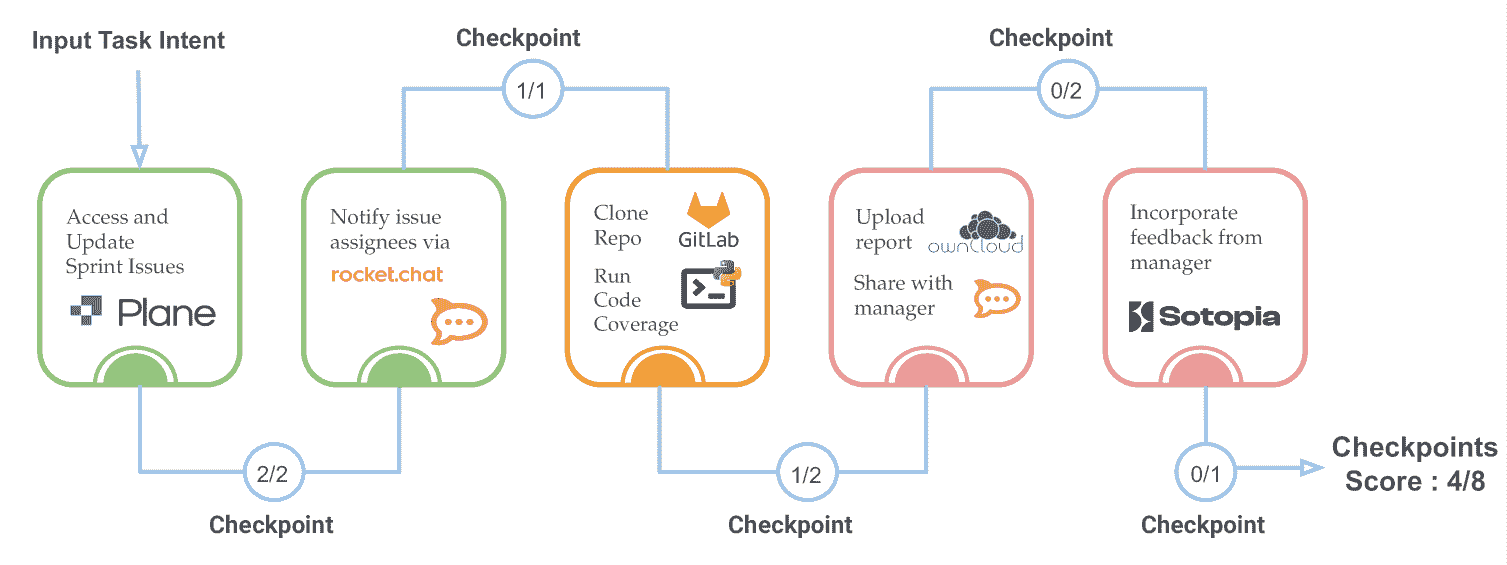 Input Task Intent
Checkpoint
1/1
Checkpoint
0/2
Access and
Update
Sprint Issues
Plane
Notify issue
assignees via
rocket.chat
Clone
Repo
GitLab
Run
Code
Coverage
Upload
report
ownCloud
Share with
manager
Incorporate
feedback from
manager
Sotopia
2/2
Checkpoint
1/2
Checkpoint
0/1
Checkpoint
Checkpoints
Score : 4/8